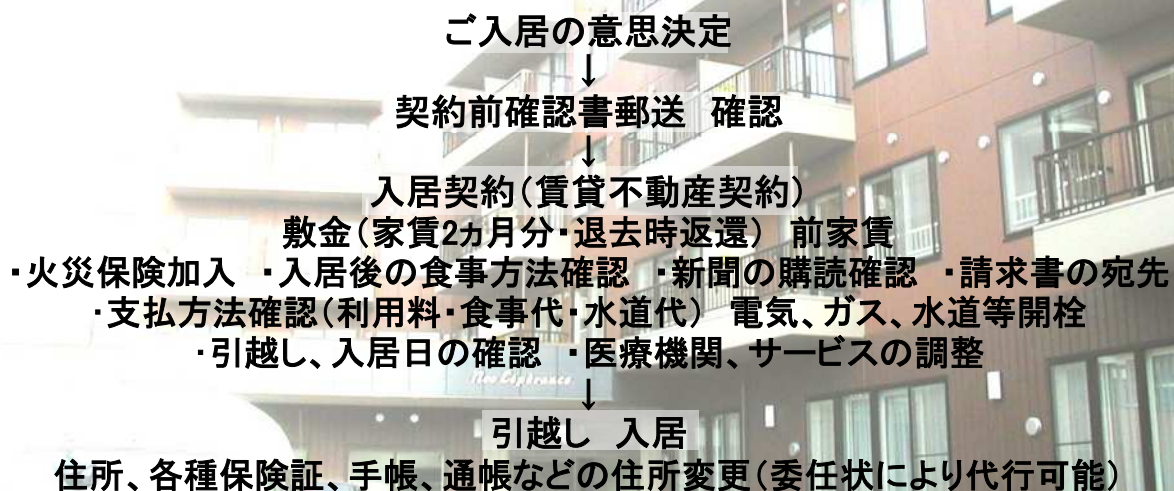 ご入居の意思決定
↓
契約前確認書郵送　確認
↓
入居契約（賃貸不動産契約）
敷金（家賃2ヵ月分・退去時返還）　前家賃
・火災保険加入　・入居後の食事方法確認　・新聞の購読確認　・請求書の宛先
・支払方法確認（利用料・食事代・水道代）　電気、ガス、水道等開栓
・引越し、入居日の確認　・医療機関、サービスの調整
↓
引越し　入居
住所、各種保険証、手帳、通帳などの住所変更（委任状により代行可能）